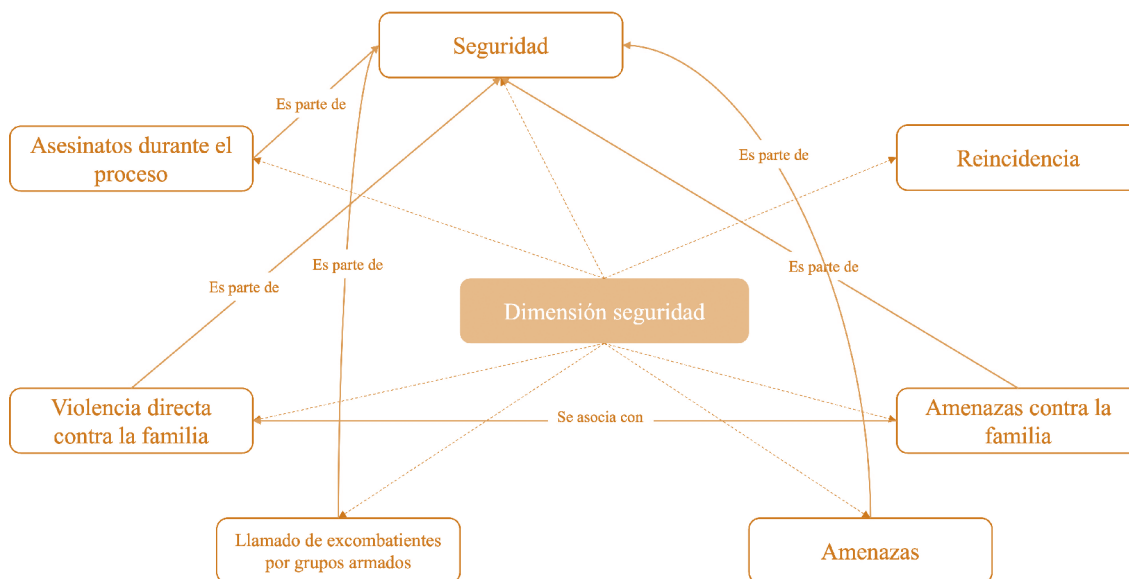 Seguridad
Es parte de
Asesinatos durante el
proceso
Es parte de
Reincidencia
Es parte de
Es parte de
Es parte de
Dimensión seguridad
Violencia directa
contra la familia
Se asocia con
Amenazas contra la
familia
Llamado de excombatientes
por grupos armados
Amenazas